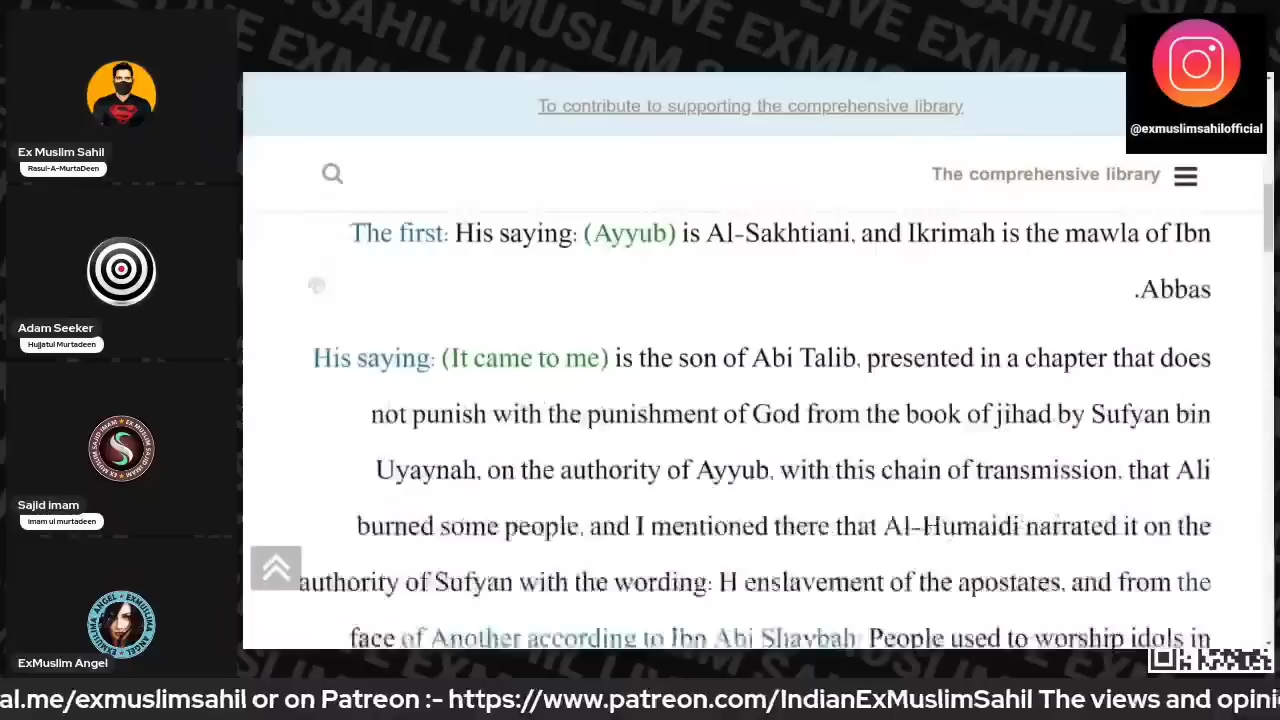 LIVE EXMUSLIM SAHIL LIVE EXMUSLIM
@exmuslimsahilofficial
Ex Muslim Sahil
Rasul-A-MurtaDeen
Adam Seeker
Hujjatul Murtadeen
Sajid imam
imam ul murtadeen
EXMUSLIM ANGEL
ExMuslim Angel
To contribute to supporting the comprehensive library
The comprehensive library
The first: His saying: (Ayyub) is Al-Sakhtiani, and Ikrimah is the mawla of Ibn
.Abbas
His saying: (It came to me) is the son of Abi Talib, presented in a chapter that does
not punish with the punishment of God from the book of jihad by Sufyan bin
Uyaynah, on the authority of Ayyub, with this chain of transmission, that Ali
burned some people, and I mentioned there that Al-Humaidi narrated it on the
authority of Sufyan with the wording: H enslavement of the apostates, and from the
face of Another according to Ibn Abi Shaybah: People used to worship idols in
al.me/exmuslimsahil or on Patreon :- https://www.patreon.com/IndianExMuslimSahil The views and opini